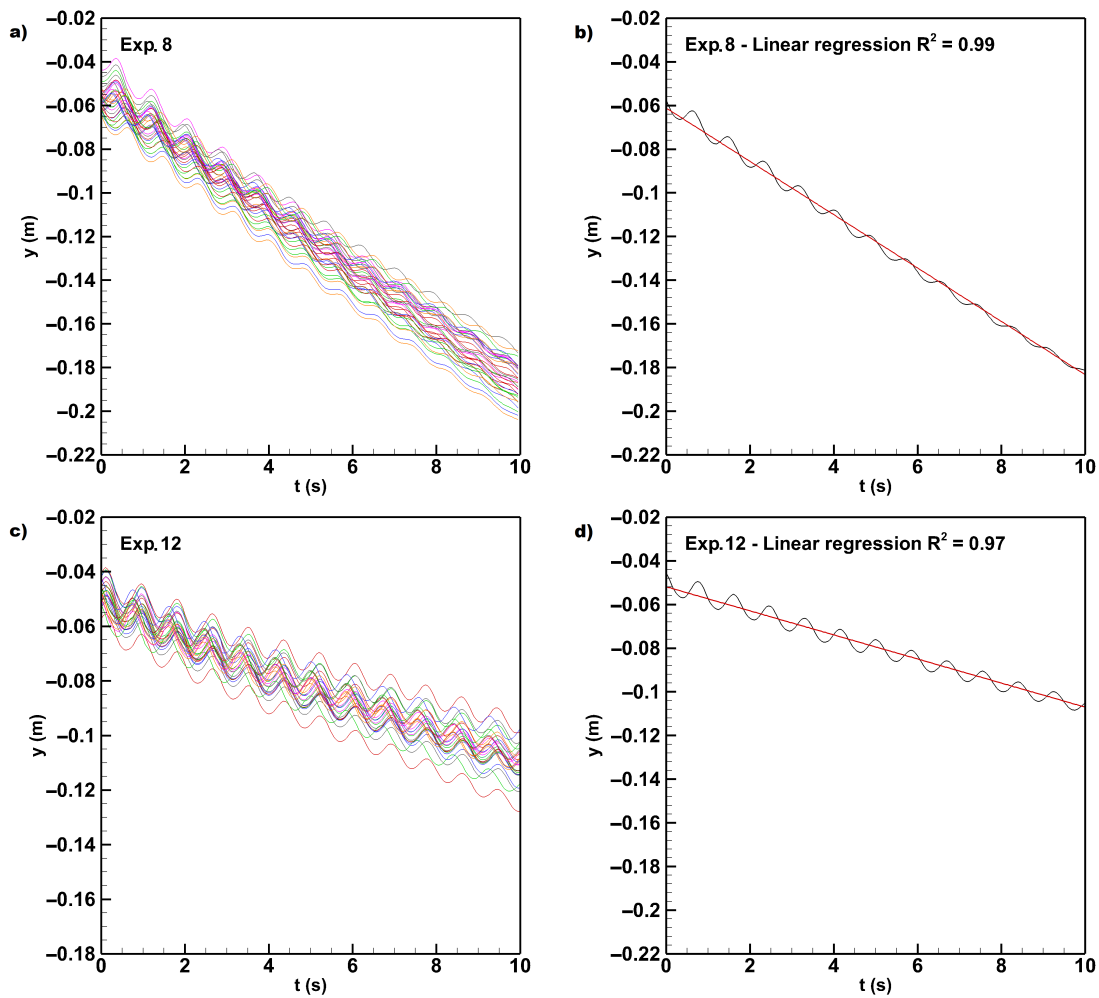 a)
Exp. 8
y (m)
−0.02
−0.04
−0.06
−0.08
−0.1
−0.12
−0.14
−0.16
−0.18
−0.2
−0.22
0 2 4 6 8 10
t (s)
b)
Exp.8 - Linear regression R² = 0.99
y (m)
−0.02
−0.04
−0.06
−0.08
−0.1
−0.12
−0.14
−0.16
−0.18
−0.2
−0.22
0 2 4 6 8 10
t (s)
c)
Exp. 12
y (m)
−0.02
−0.04
−0.06
−0.08
−0.1
−0.12
−0.14
−0.16
−0.18
0 2 4 6 8 10
t (s)
d)
Exp.12 - Linear regression R² = 0.97
y (m)
−0.02
−0.04
−0.06
−0.08
−0.1
−0.12
−0.14
−0.16
−0.18
−0.2
−0.22
0 2 4 6 8 10
t (s)